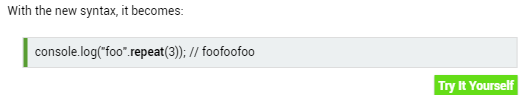 With the new syntax, it becomes:
console.log("foo".repeat(3)); // foofoofoo
Try It Yourself